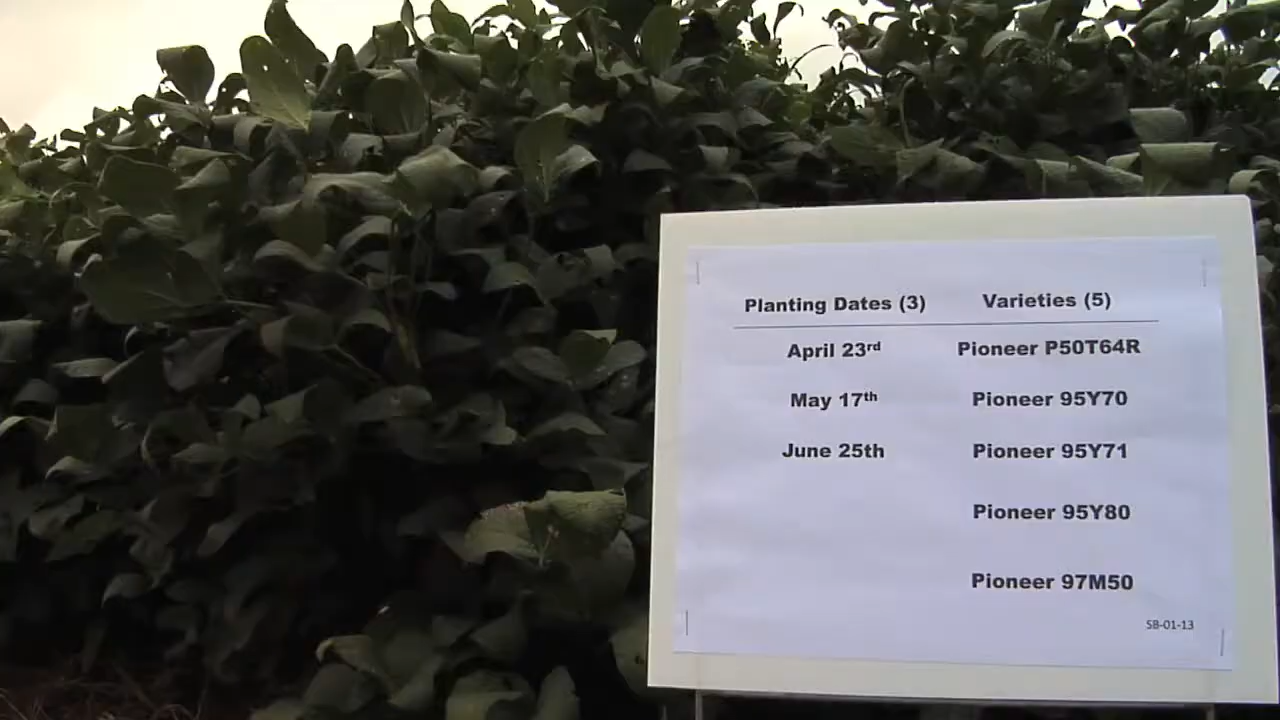 Planting Dates (3) Varieties (5)
April 23rd Pioneer P50T64R
May 17th Pioneer 95Y70
June 25th Pioneer 95Y71
Pioneer 95Y80
Pioneer 97M50
SB-01-13